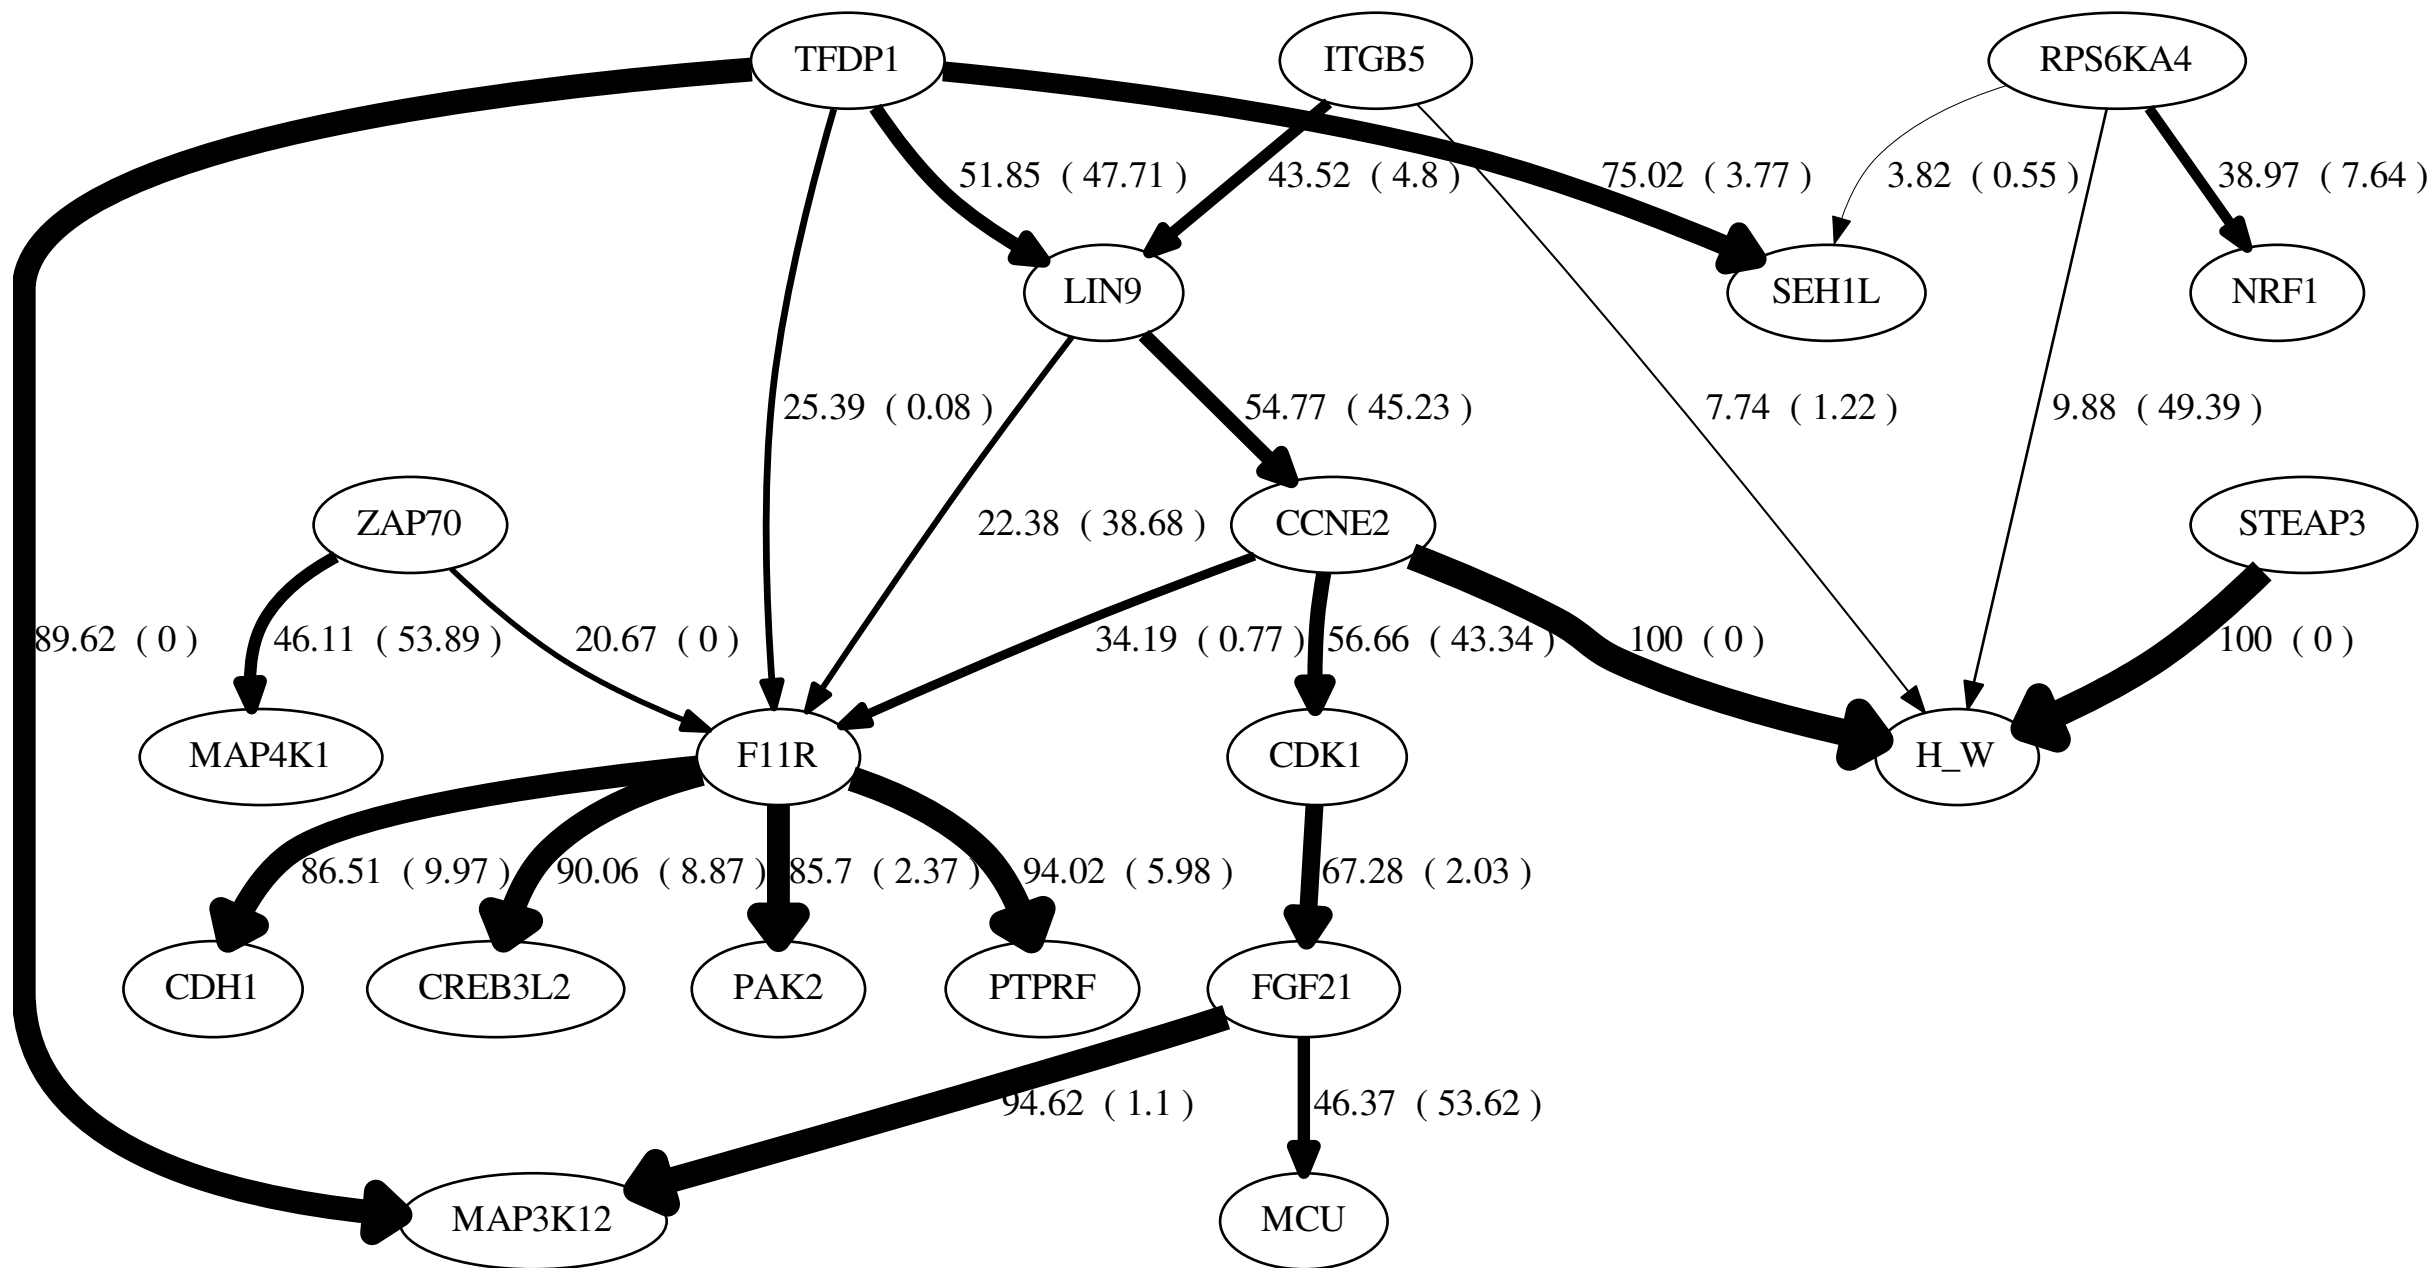 TFDP1
ITGB5
RPS6KA4
51.85 ( 47.71 )
43.52 ( 4.8 )
75.02 ( 3.77 )
3.82 ( 0.55 )
38.97 ( 7.64 )
LIN9
SEH1L
NRF1
25.39 ( 0.08 )
54.77 ( 45.23 )
7.74 ( 1.22 )
9.88 ( 49.39 )
ZAP70
22.38 ( 38.68 )
CCNE2
STEAP3
89.62 ( 0 )
46.11 ( 53.89 )
20.67 ( 0 )
34.19 ( 0.77 )
56.66 ( 43.34 )
100 ( 0 )
100 ( 0 )
MAP4K1
F11R
CDK1
H_W
86.51 ( 9.97 )
90.06 ( 8.87 )
85.7 ( 2.37 )
94.02 ( 5.98 )
67.28 ( 2.03 )
CDH1
CREB3L2
PAK2
PTPRF
FGF21
94.62 ( 1.1 )
46.37 ( 53.62 )
MAP3K12
MCU